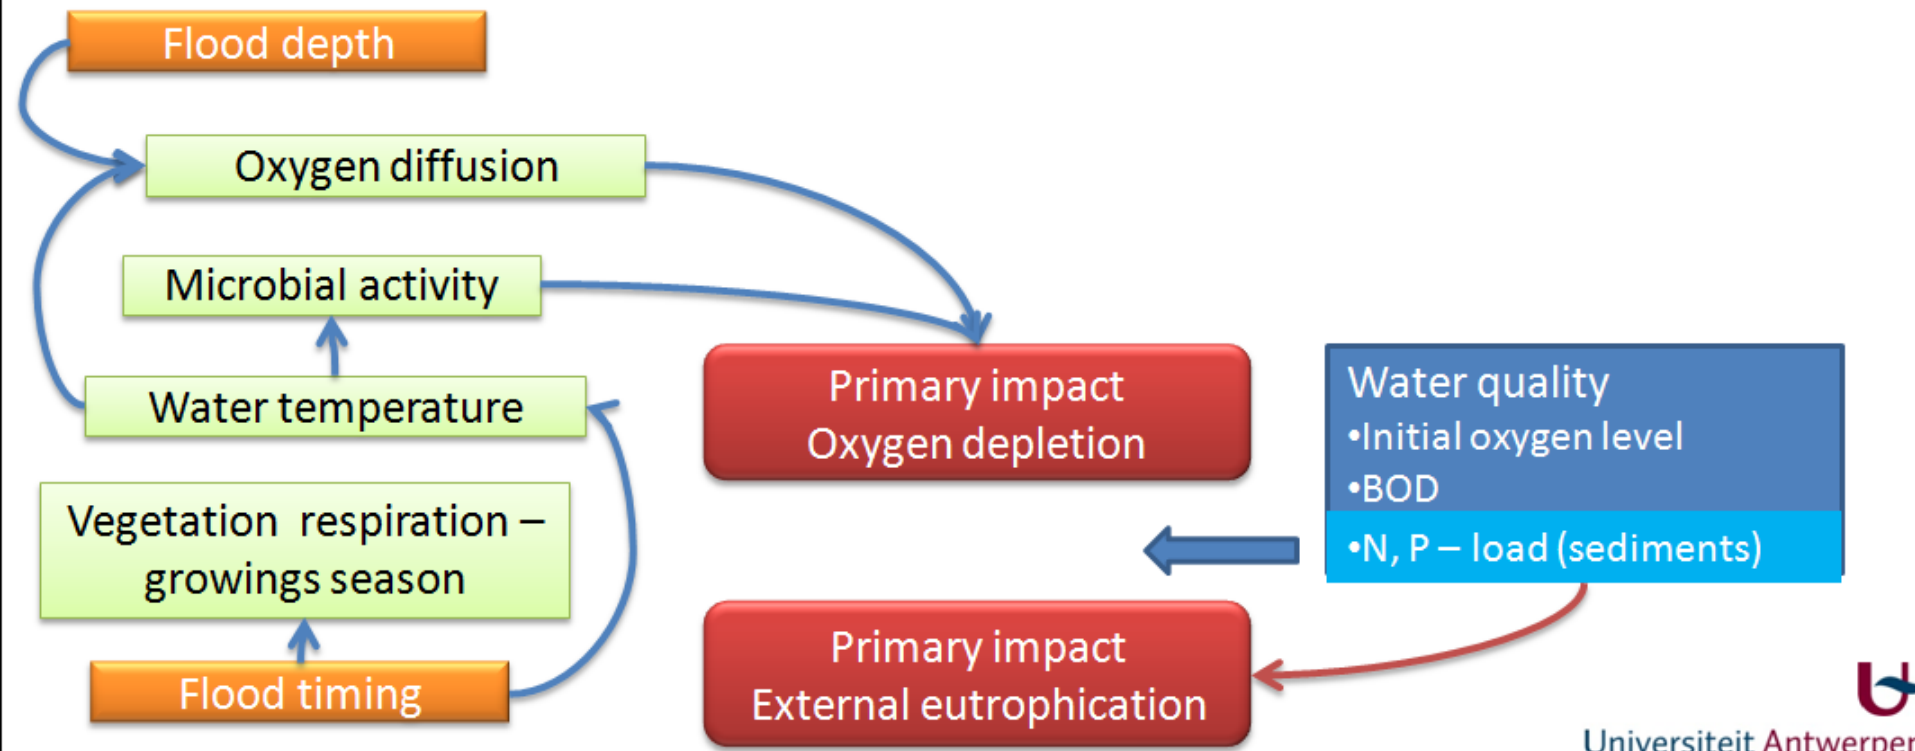 Flood depth
Oxygen diffusion
Microbial activity
Water temperature
Vegetation respiration –
growings season
Flood timing
Primary impact
Oxygen depletion
Primary impact
External eutrophication
Water quality
•Initial oxygen level
•BOD
•N, P – load (sediments)
Universiteit Antwerpen